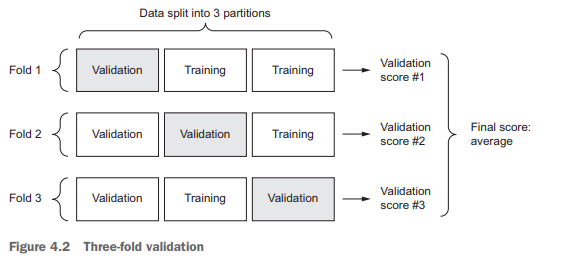 Data split into 3 partitions
Fold 1
Validation
Training
Training
Validation
score #1
Fold 2
Validation
Validation
Training
Validation
score #2
Final score:
average
Fold 3
Validation
Training
Validation
Validation
score #3
Figure 4.2 Three-fold validation